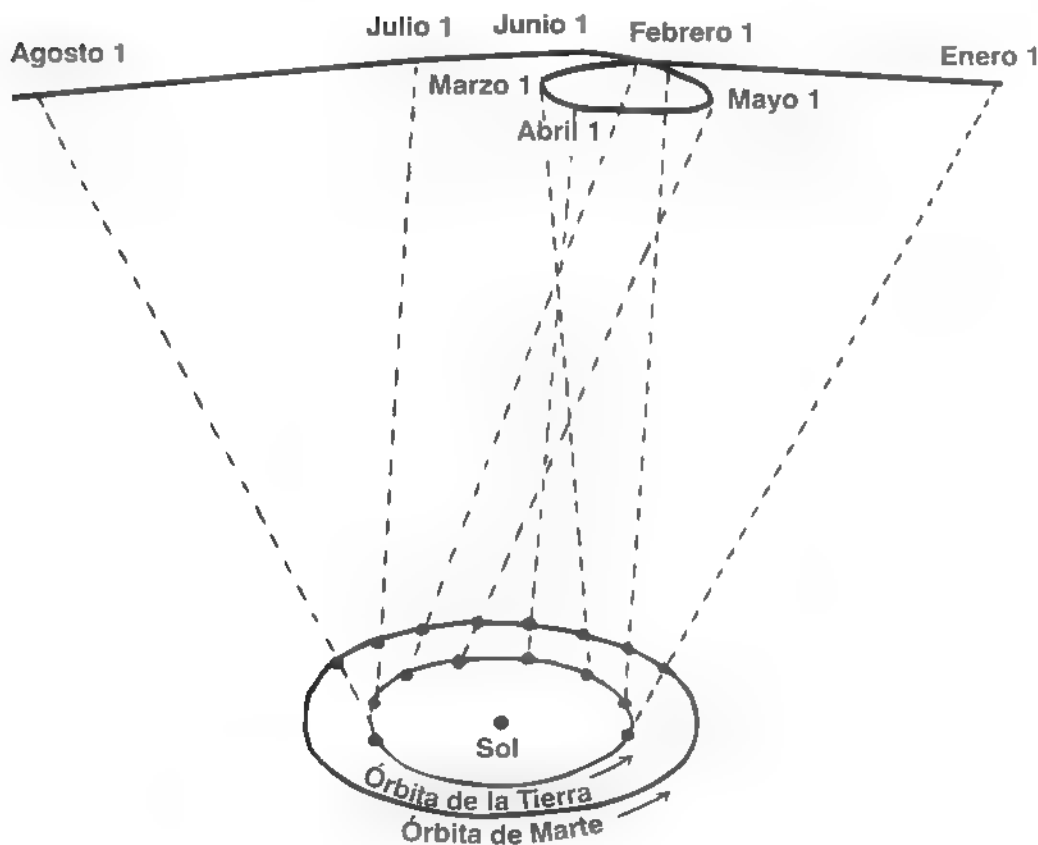 Agosto 1
Julio 1
Junio 1
Febrero 1
Enero 1
Marzo 1
Mayo 1
Abril 1
Sol
Órbita de la Tierra
Órbita de Marte